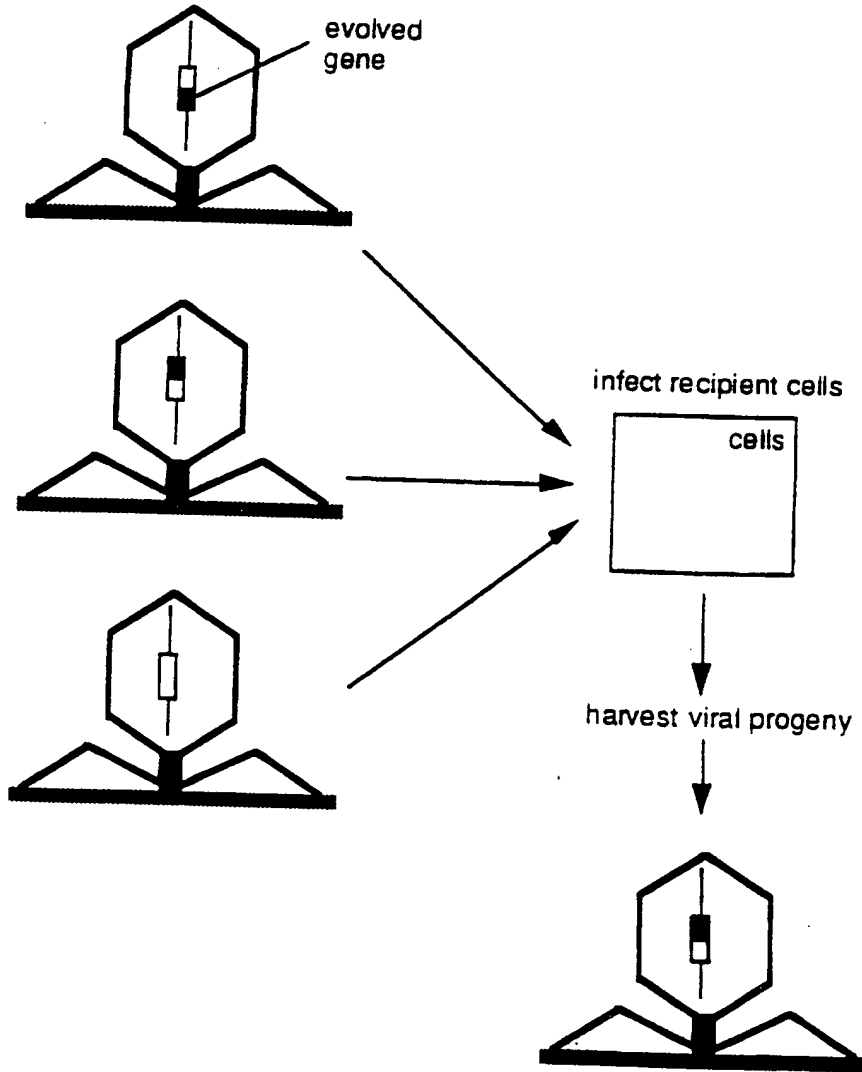 evolved
gene
infect recipient cells
cells
harvest viral progeny